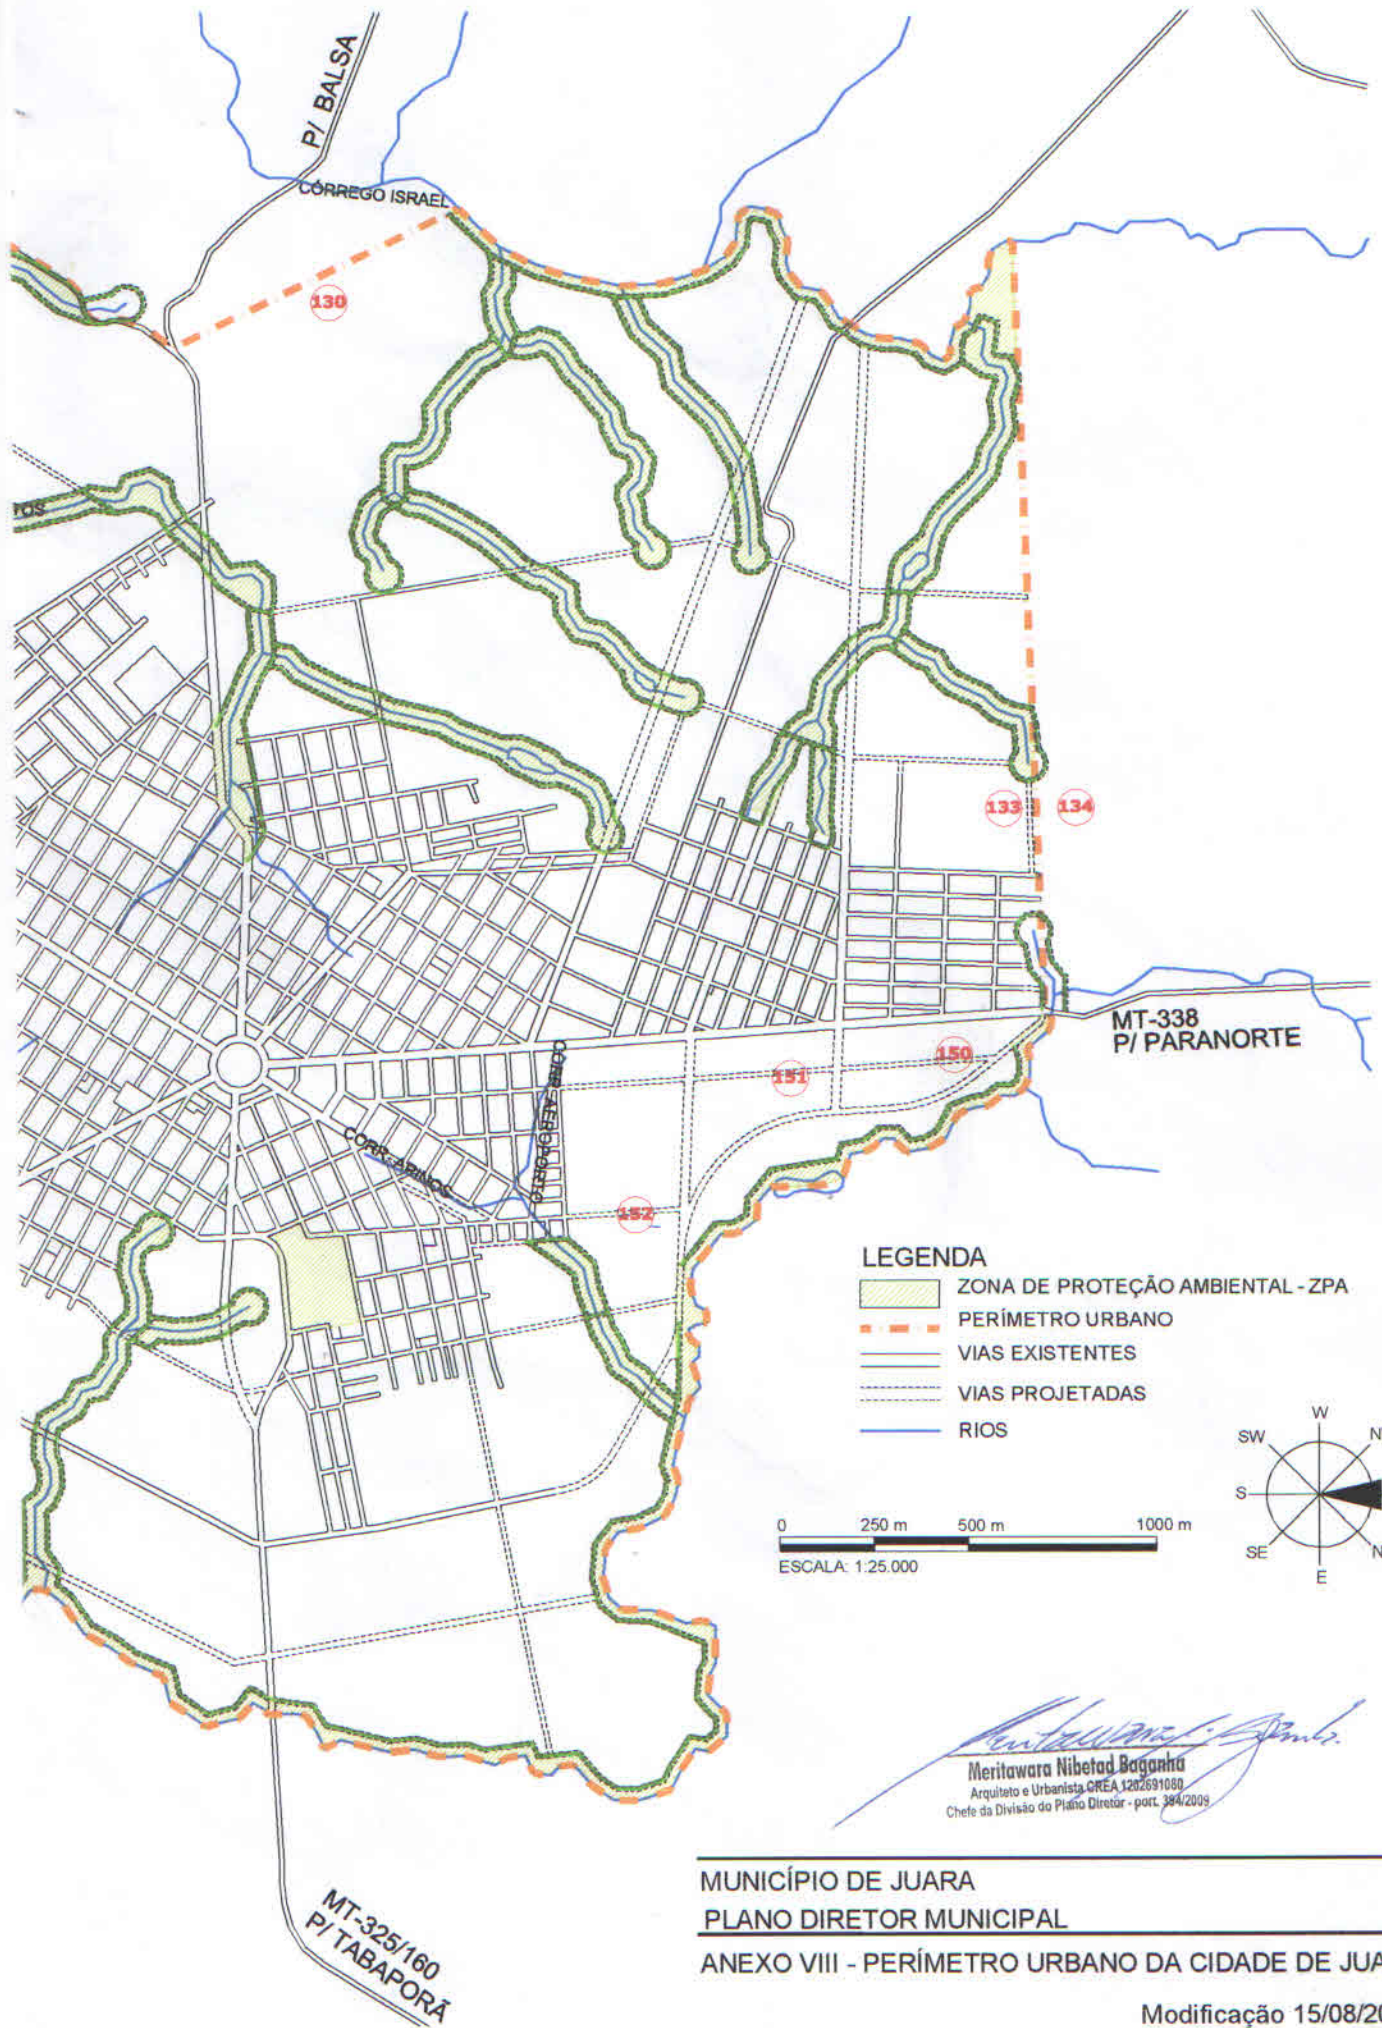 P/ BALSA
CÓRREGO ISRAEL
130
TOS
133
134
MT-338
P/ PARANORTE
150
151
CORR. AEROPORTO
CORR. ARINOS
152
LEGENDA
ZONA DE PROTEÇÃO AMBIENTAL - ZPA
PERÍMETRO URBANO
VIAS EXISTENTES
VIAS PROJETADAS
RIOS
W
SW
N
S
SE
N
E
0 250 m 500 m 1000 m
ESCALA: 1:25.000
Meritawara Nibetad Baganha
Arquiteto e Urbanista CREA 1202691080
Chefe da Divisão do Plano Diretor - port. 384/2009
MUNICÍPIO DE JUARA
PLANO DIRETOR MUNICIPAL
ANEXO VIII - PERÍMETRO URBANO DA CIDADE DE JUA
Modificação 15/08/20
MT-325/160
P/ TABAPORÃ